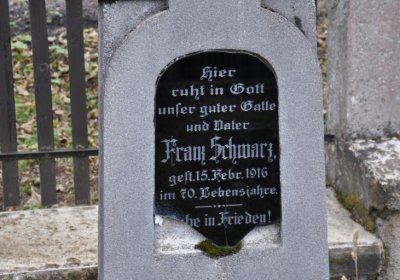 Hier
ruht in Gott
unser guter Gatte
und Vater
Franz Schwarz,
gest. 15. Febr. 1916
im 70. Lebensjahre.
he in Frieden!